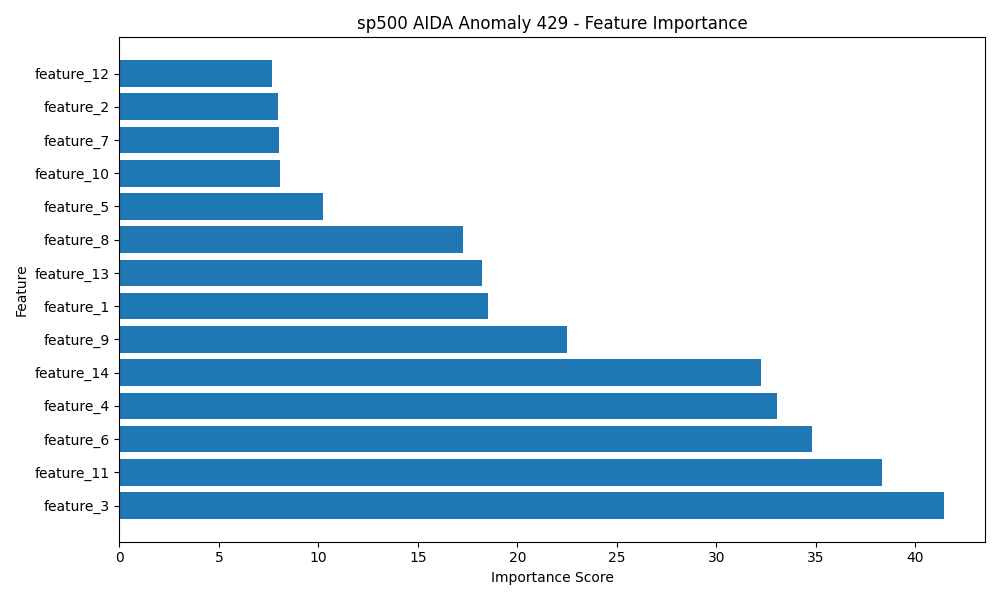 sp500 AIDA Anomaly 429 - Feature Importance
feature_12
feature_2
feature_7
feature_10
feature_5
feature_8
feature_13
feature_1
feature_9
feature_14
feature_4
feature_6
feature_11
feature_3
Feature
0 5 10 15 20 25 30 35 40
Importance Score